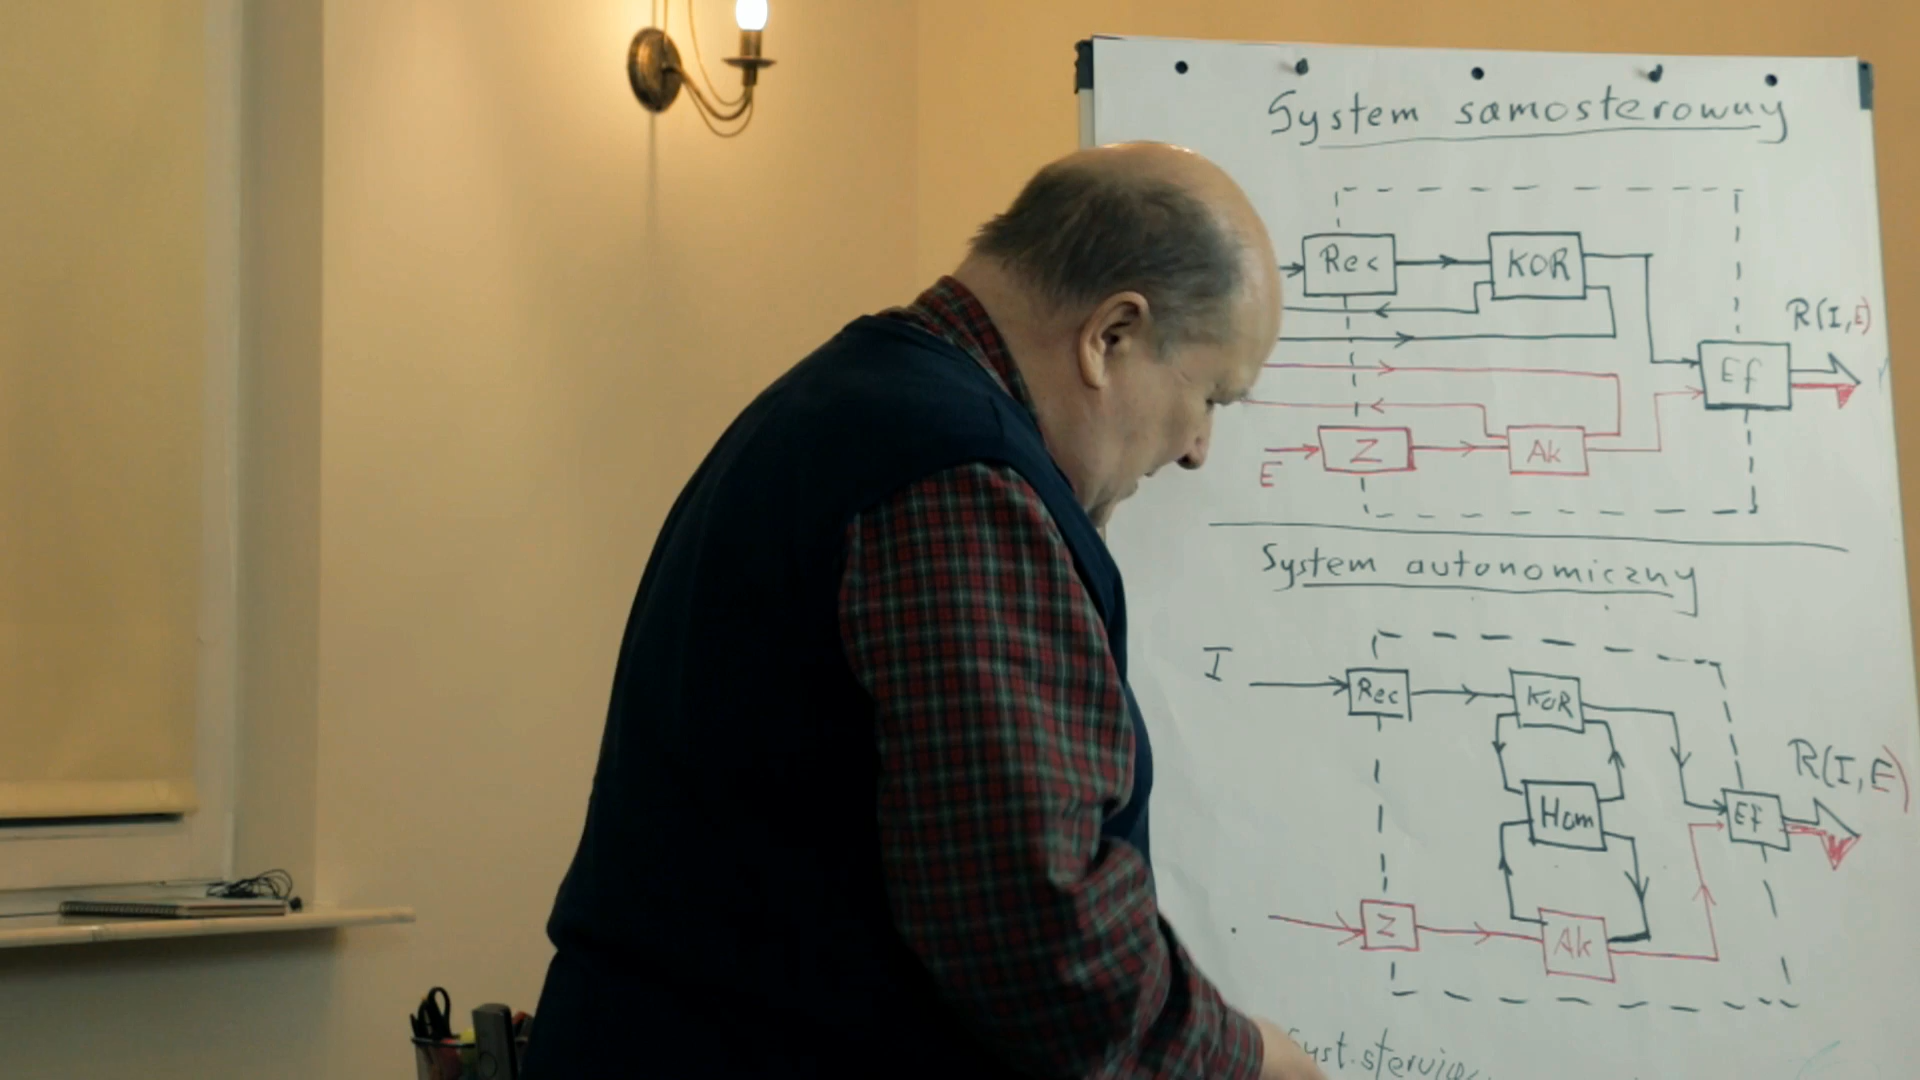 System samosterowny
Rec
KOR
R(I,E)
Ef
Z
Ak
E
System autonomiczny
I
Rec
KOR
R(I,E)
Hom
Ef
Z
Ak